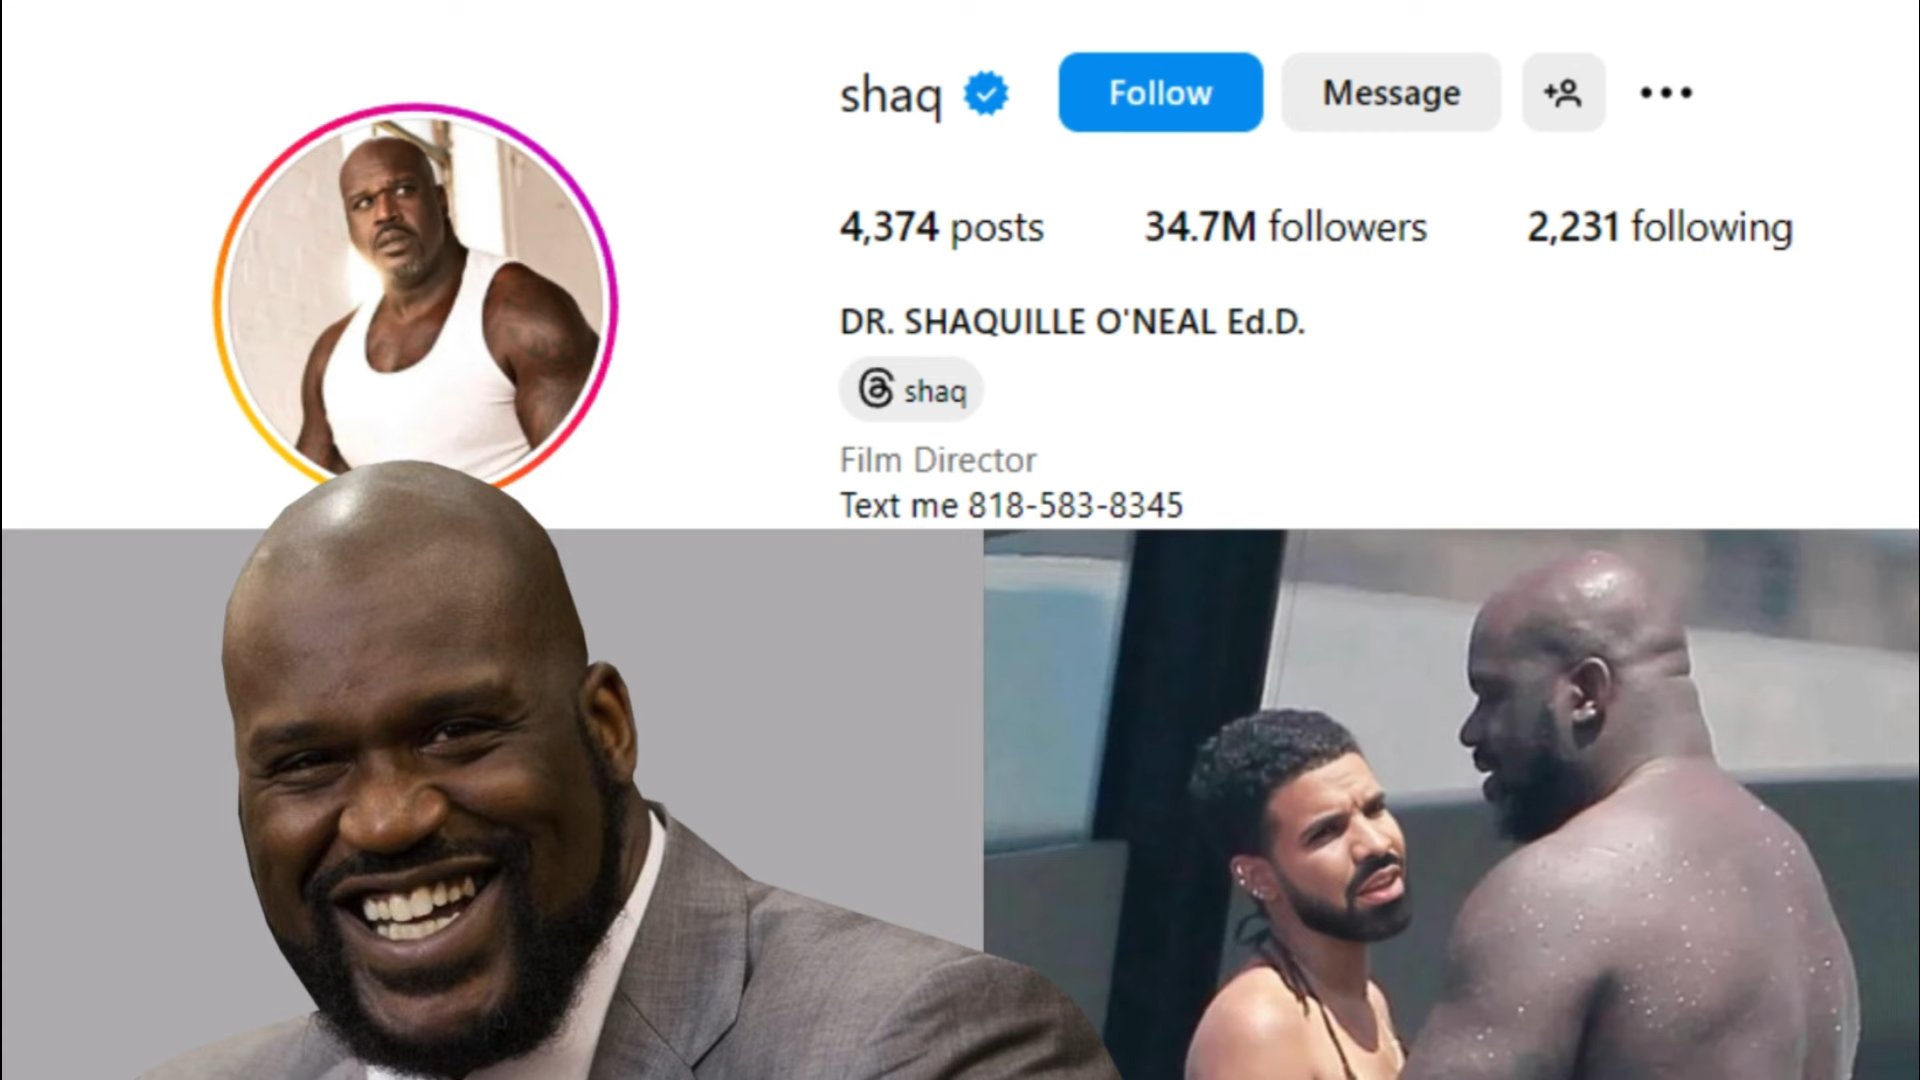 shaq Follow Message
4,374 posts 34.7M followers 2,231 following
DR. SHAQUILLE O'NEAL Ed.D.
shaq
Film Director
Text me 818-583-8345